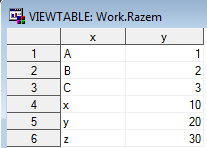 VIEWTABLE: Work.Razem
x y
1 A 1
2 B 2
3 C 3
4 x 10
5 y 20
6 z 30